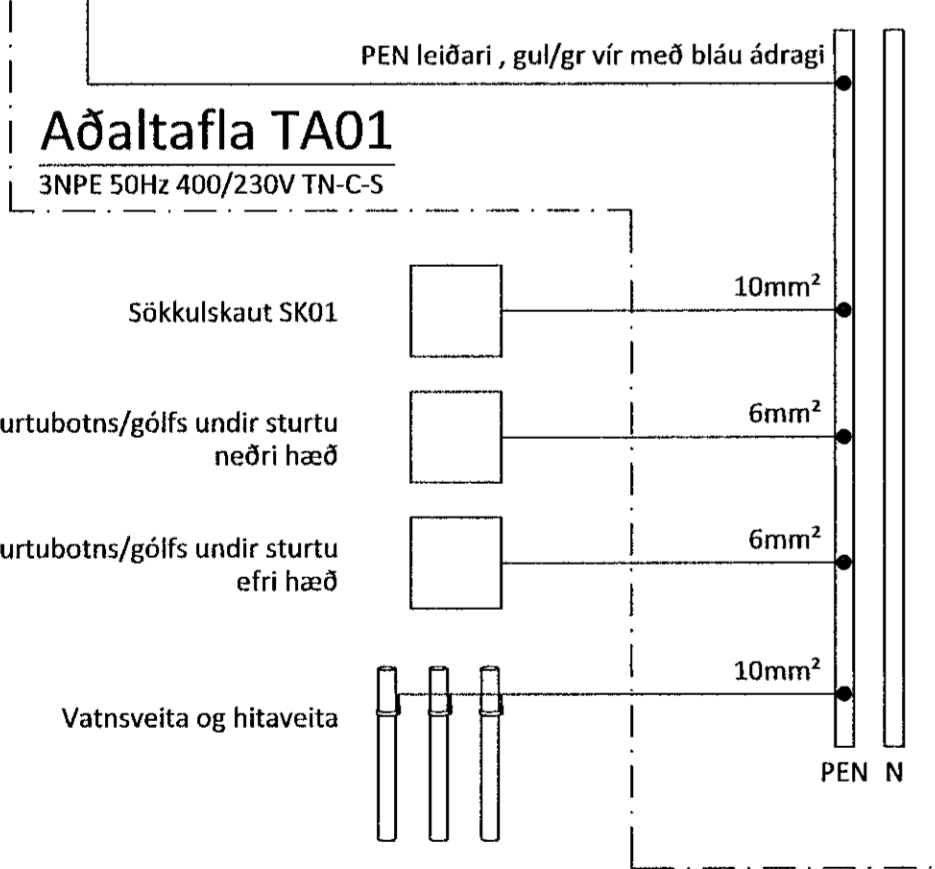 PEN leiðari , gul/gr vír með bláu ádragi
Aðaltafla TA01
3NPE 50Hz 400/230V TN-C-S
Sökkulskaut SK01
10mm²
urtubotns/gólfs undir sturtu
neðri hæð
6mm²
urtubotns/gólfs undir sturtu
efri hæð
6mm²
Vatnsveita og hitaveita
10mm²
PEN N